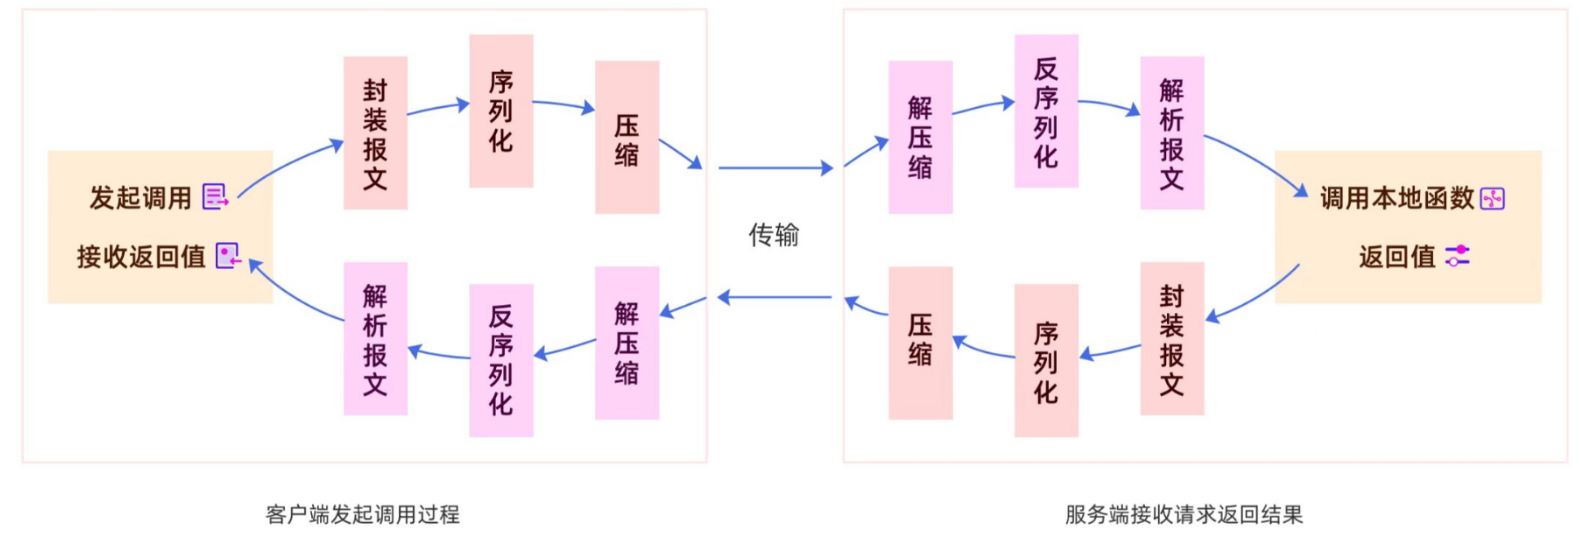 发起调用
接收返回值
封装报文
序列化
压缩
解析报文
反序列化
解压缩
传输
解压缩
反序列化
解析报文
调用本地函数
返回值
压缩
序列化
封装报文
客户端发起调用过程
服务端接收请求返回结果